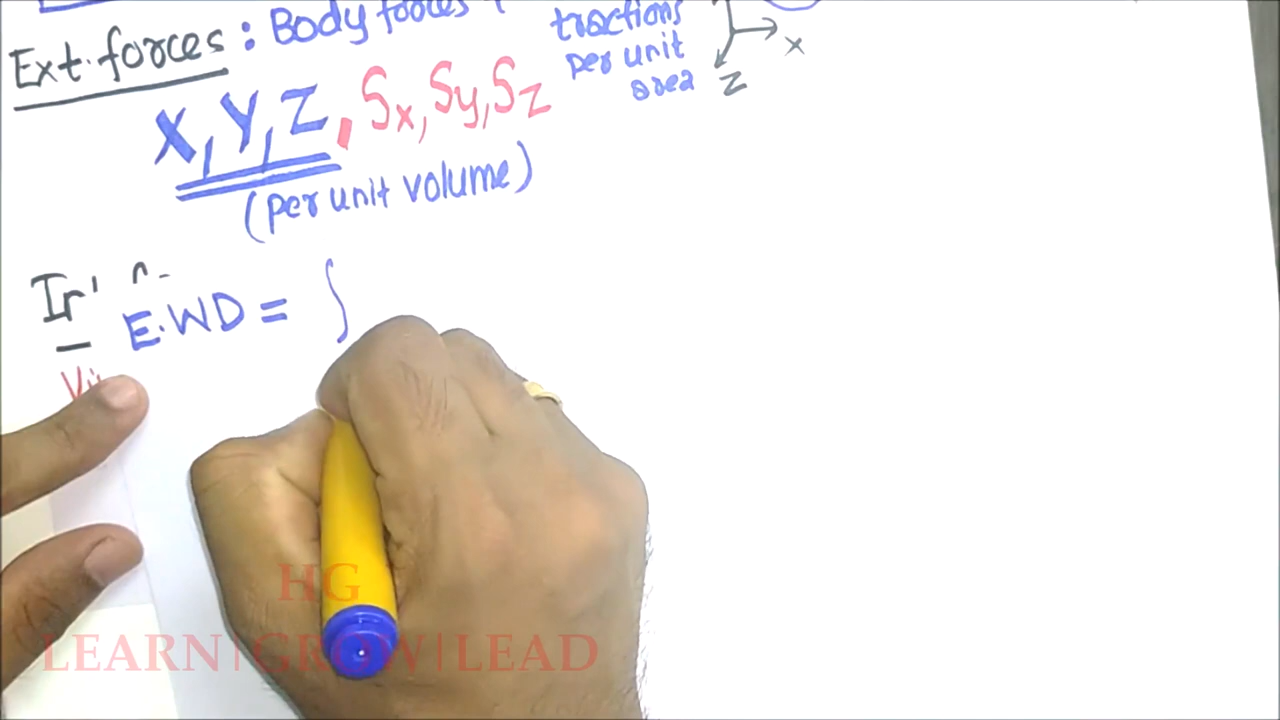 Ext. forces : Body forces
tractions
per unit
area
x
z
X, Y, Z, Sx, Sy, Sz
(per unit volume)
E.WD = ∫
HG
LEARN|GROW|LEAD